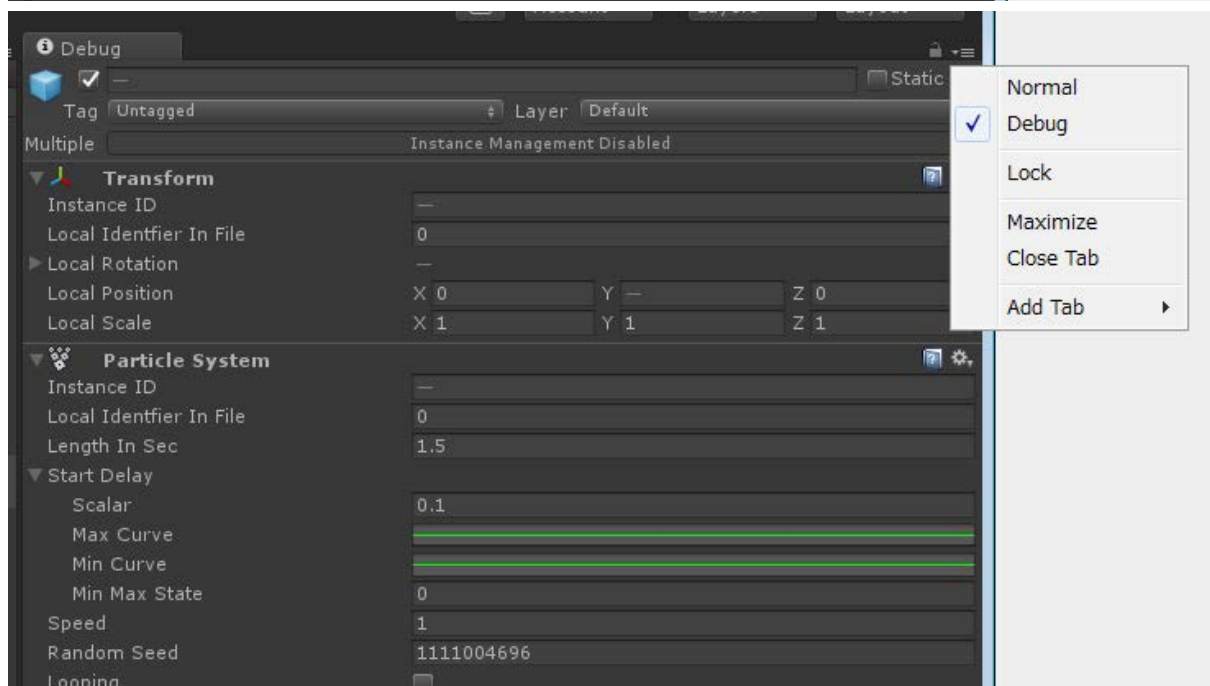 Debug
Static
Tag Untagged Layer Default
Multiple Instance Management Disabled
Transform
Instance ID —
Local Identfier In File 0
Local Rotation —
Local Position X 0 Y — Z 0
Local Scale X 1 Y 1 Z 1
Particle System
Instance ID —
Local Identfier In File 0
Length In Sec 1.5
Start Delay
Scalar 0.1
Max Curve
Min Curve
Min Max State 0
Speed 1
Random Seed 1111004696
Looping
Normal
Debug
Lock
Maximize
Close Tab
Add Tab